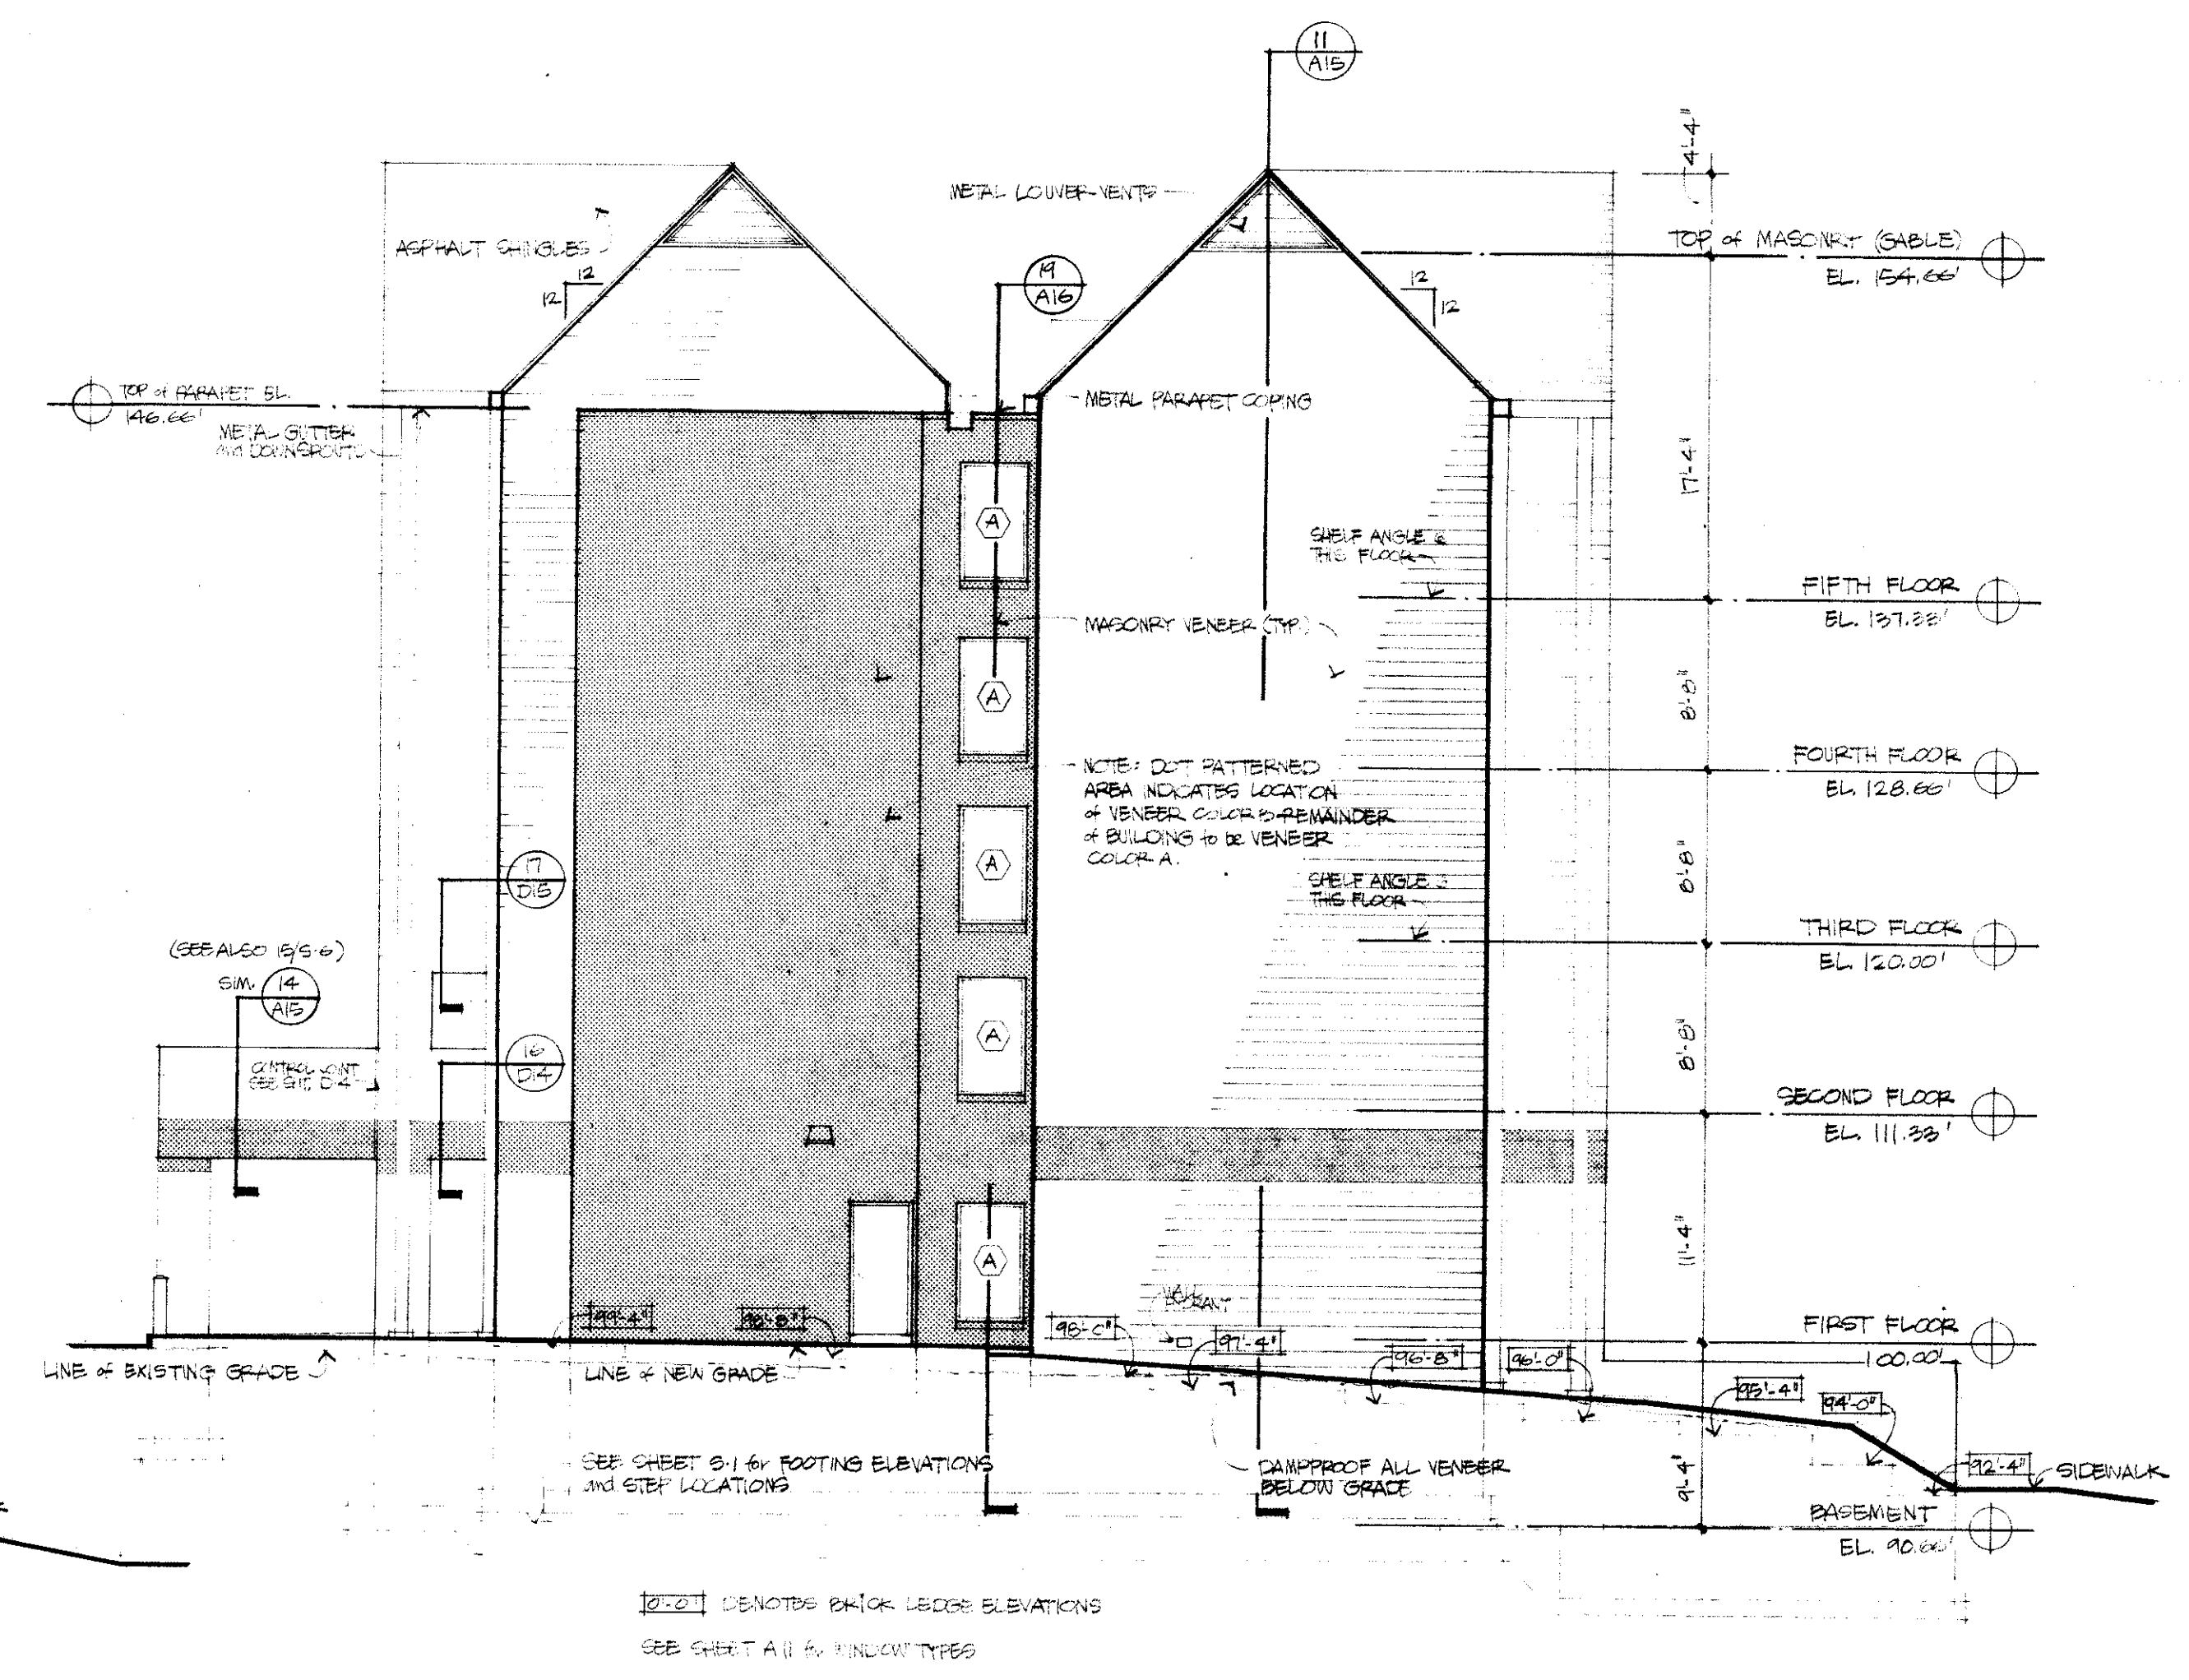 11
A15
4'-4"
METAL LOUVER VENTS
ASPHALT SHINGLES
12
12
19
A16
12
12
TOP of MASONRY (GABLE)
EL. 154.66'
TOP of PARAPET EL.
146.66'
METAL GUTTER
and DOWNSPOUTS
METAL PARAPET COPING
17'-4"
A
SHELF ANGLE @
THIS FLOOR
FIFTH FLOOR
EL. 137.33'
MASONRY VENEER (TYP.)
A
8'-8"
NOTE: DOT PATTERNED
AREA INDICATES LOCATION
of VENEER COLOR B REMAINDER
of BUILDING to be VENEER
COLOR A.
FOURTH FLOOR
EL. 128.66'
A
17
D15
SHELF ANGLE @
THIS FLOOR
8'-8"
THIRD FLOOR
EL. 120.00'
(SEE ALSO 15/S-6)
SIM.
14
A15
A
8'-8"
CONTROL JOINT
16
D14
SECOND FLOOR
EL. 111.33'
A
11'-4"
99'-4"
98'-8"
98'-0"
97'-4"
96'-8"
96'-0"
FIRST FLOOR
100.00'
LINE of EXISTING GRADE
LINE of NEW GRADE
95'-4"
94'-0"
SEE SHEET S-1 for FOOTING ELEVATIONS
and STEP LOCATIONS
DAMPPROOF ALL VENEER
BELOW GRADE
9'-4"
92'-4"
SIDEWALK
BASEMENT
EL. 90.66'
0'-0" DENOTES BRICK LEDGE ELEVATIONS
SEE SHEET A11 for WINDOW TYPES